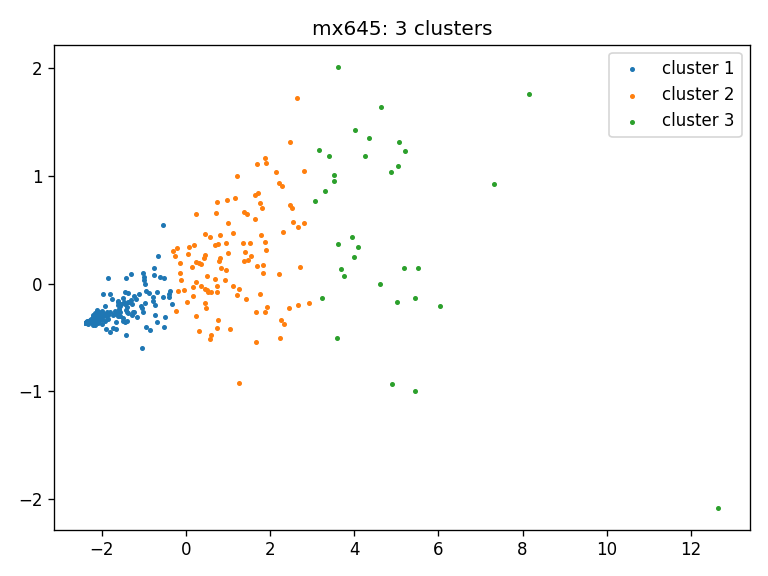 mx645: 3 clusters
cluster 1
cluster 2
cluster 3
2
1
0
−1
−2
−2 0 2 4 6 8 10 12